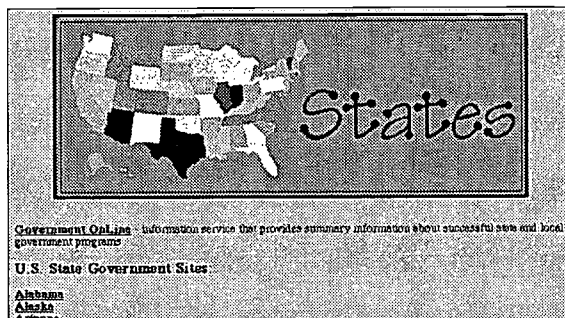 States
Government OnLine - information service that provides summary information about successful state and local
government programs
U.S. State Government Sites:
Alabama
Alaska
Arizona